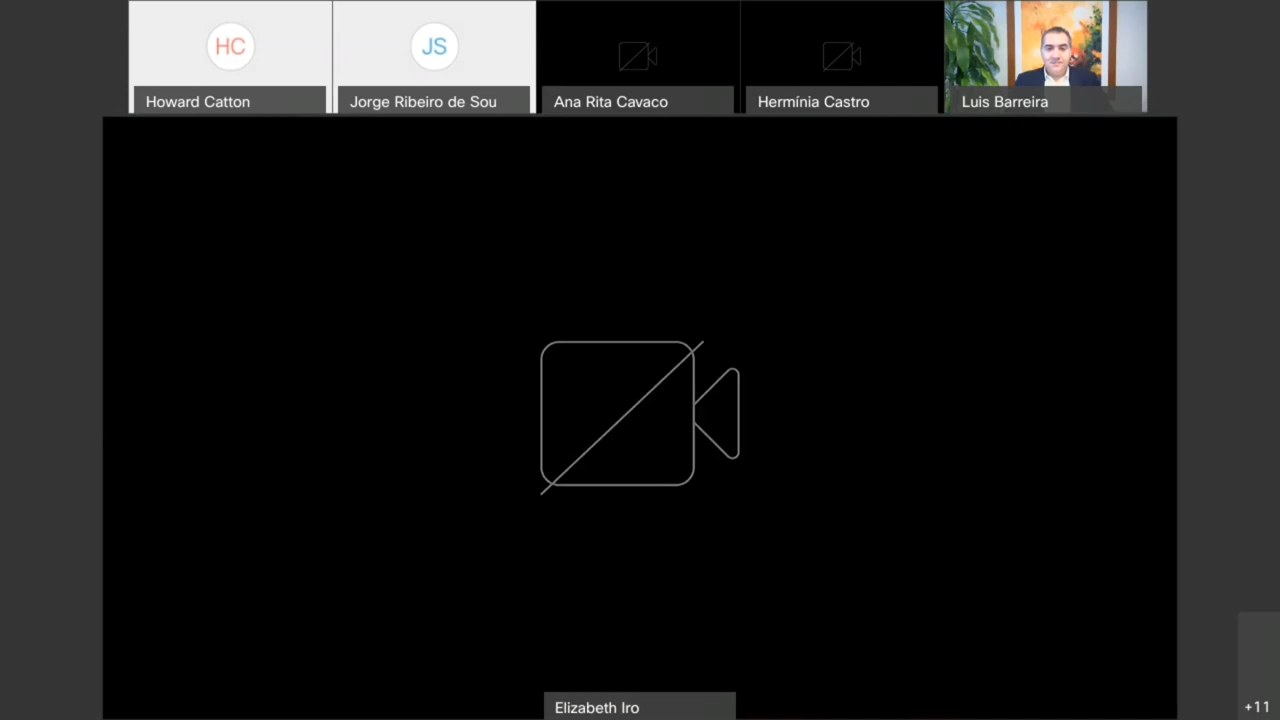 HC
JS
Howard Catton
Jorge Ribeiro de Sou
Ana Rita Cavaco
Hermínia Castro
Luis Barreira
Elizabeth Iro
+11